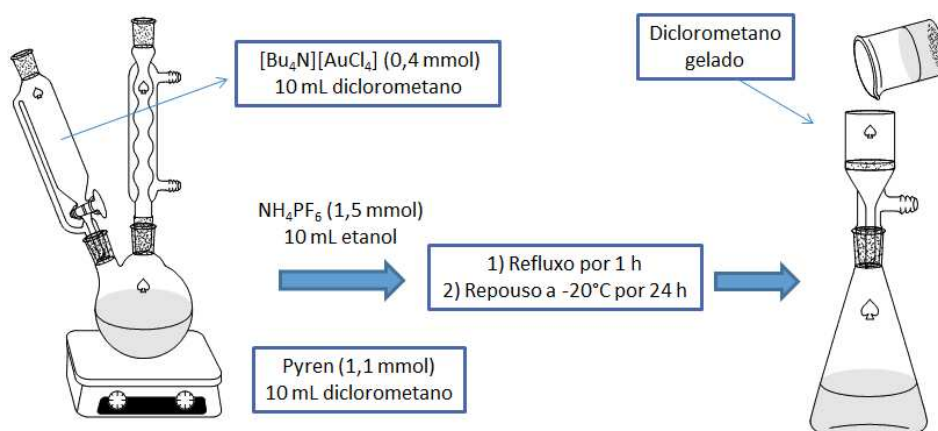 [Bu₄N][AuCl₄] (0,4 mmol)
10 mL diclorometano
NH₄PF₆ (1,5 mmol)
10 mL etanol
Pyren (1,1 mmol)
10 mL diclorometano
1) Refluxo por 1 h
2) Repouso a -20°C por 24 h
Diclorometano
gelado